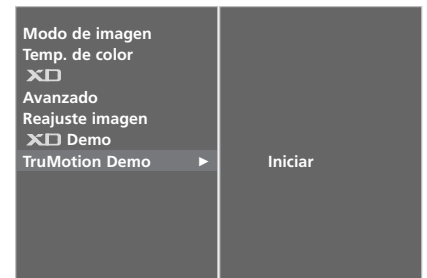 Modo de imagen
Temp. de color
XD
Avanzado
Reajuste imagen
XD Demo
TruMotion Demo ► Iniciar